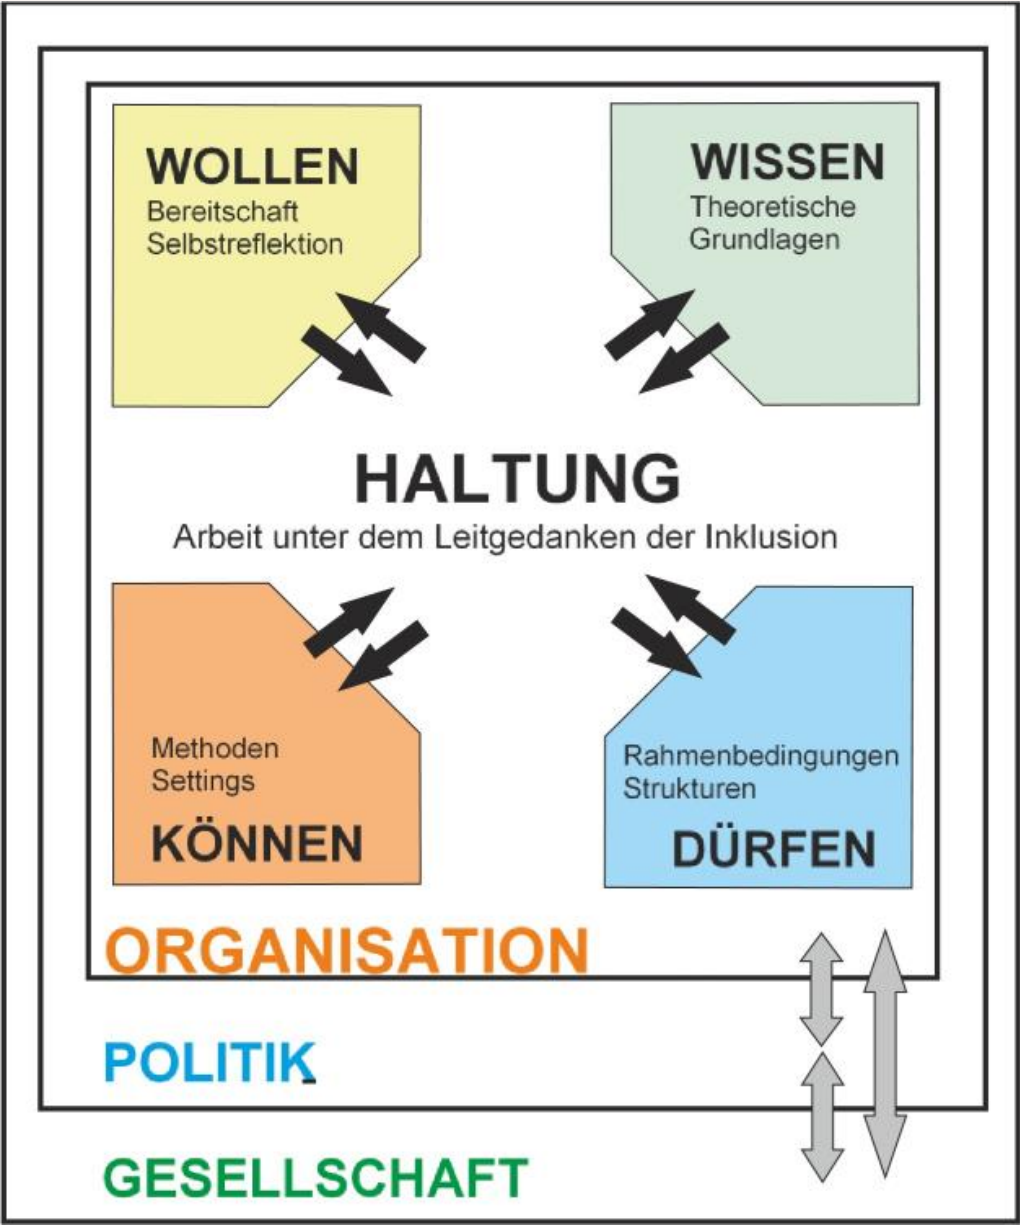 WOLLEN
Bereitschaft
Selbstreflektion
WISSEN
Theoretische
Grundlagen
HALTUNG
Arbeit unter dem Leitgedanken der Inklusion
Methoden
Settings
KÖNNEN
Rahmenbedingungen
Strukturen
DÜRFEN
ORGANISATION
POLITIK
GESELLSCHAFT